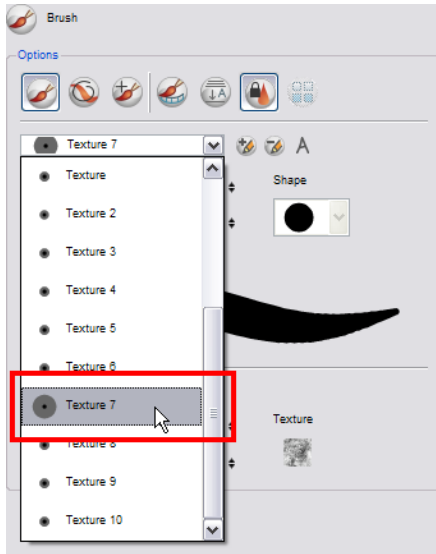 Brush
Options
Texture 7
A
Shape
Texture
Texture 2
Texture 3
Texture 4
Texture 5
Texture 6
Texture 7
Texture
Texture 8
Texture 9
Texture 10